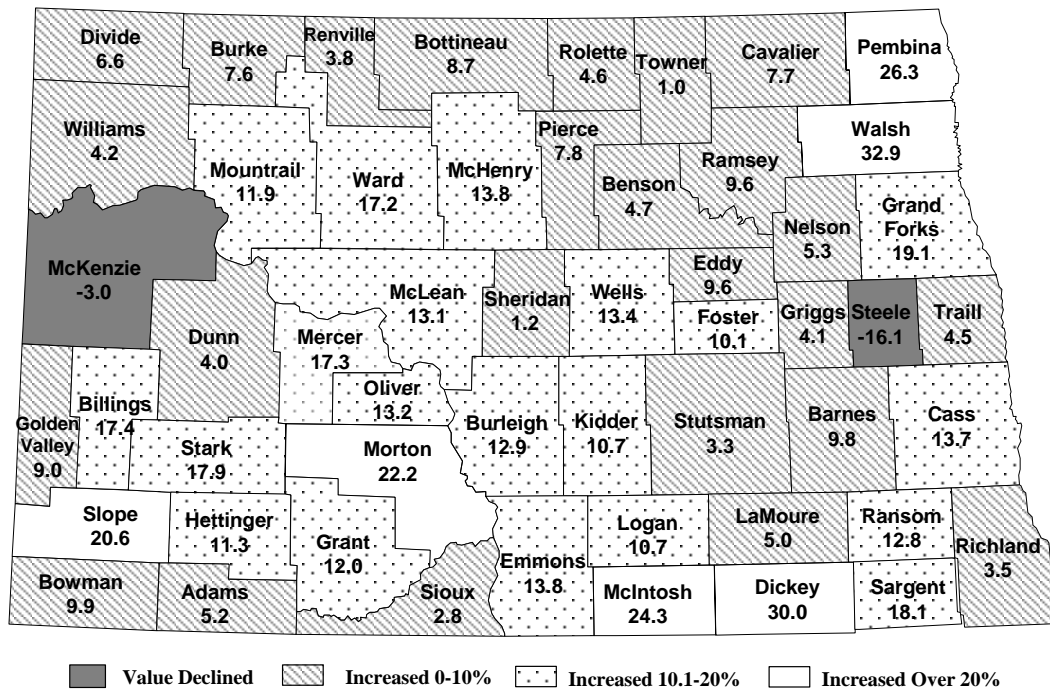 Divide
6.6
Burke
7.6
Renville
3.8
Bottineau
8.7
Rolette
4.6
Towner
1.0
Cavalier
7.7
Pembina
26.3
Williams
4.2
Mountrail
11.9
Ward
17.2
McHenry
13.8
Pierce
7.8
Benson
4.7
Ramsey
9.6
Walsh
32.9
Nelson
5.3
Grand
Forks
19.1
McKenzie
-3.0
Dunn
4.0
Mercer
17.3
McLean
13.1
Sheridan
1.2
Wells
13.4
Eddy
9.6
Foster
10.1
Griggs
4.1
Steele
-16.1
Traill
4.5
Golden
Valley
9.0
Billings
17.4
Stark
17.9
Oliver
13.2
Morton
22.2
Burleigh
12.9
Kidder
10.7
Stutsman
3.3
Barnes
9.8
Cass
13.7
Slope
20.6
Hettinger
11.3
Grant
12.0
Emmons
13.8
Logan
10.7
LaMoure
5.0
Ransom
12.8
Richland
3.5
Bowman
9.9
Adams
5.2
Sioux
2.8
McIntosh
24.3
Dickey
30.0
Sargent
18.1
Value Declined
Increased 0-10%
Increased 10.1-20%
Increased Over 20%